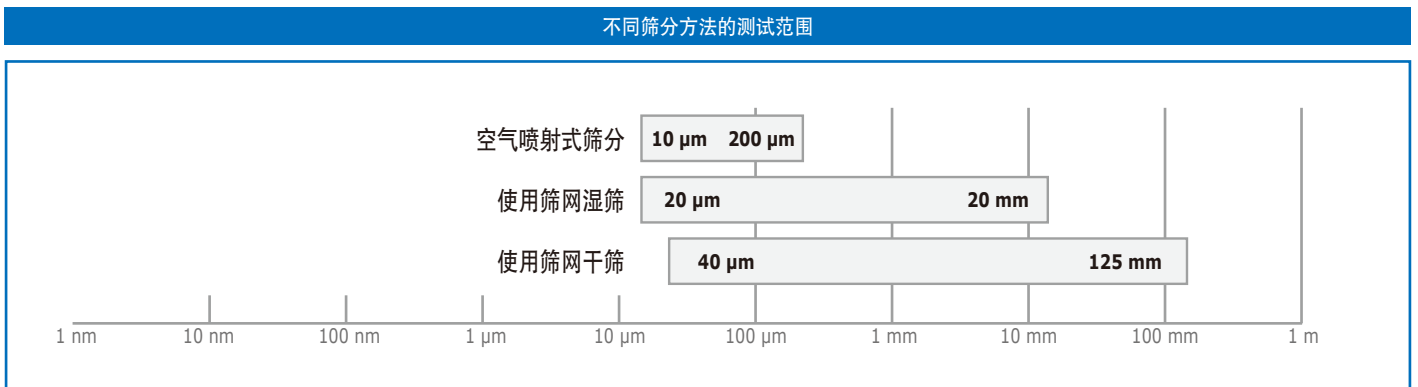 不同筛分方法的测试范围
空气喷射式筛分 10 µm 200 µm
使用筛网湿筛 20 µm 20 mm
使用筛网干筛 40 µm 125 mm
1 nm 10 nm 100 nm 1 µm 10 µm 100 µm 1 mm 10 mm 100 mm 1 m